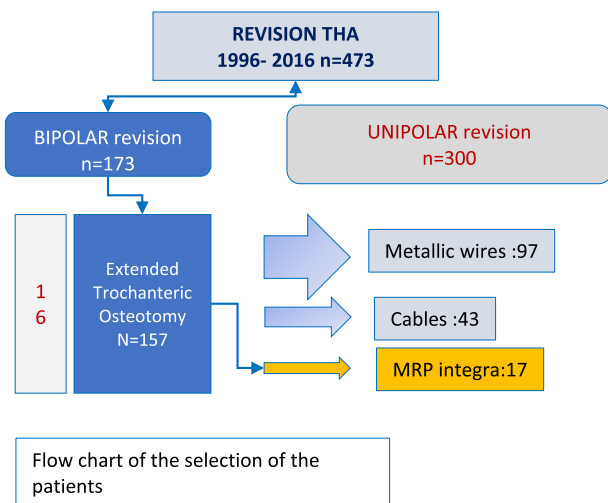 REVISION THA
1996- 2016 n=473
BIPOLAR revision
n=173
UNIPOLAR revision
n=300
1
6
Extended
Trochanteric
Osteotomy
N=157
Metallic wires :97
Cables :43
MRP integra:17
Flow chart of the selection of the
patients